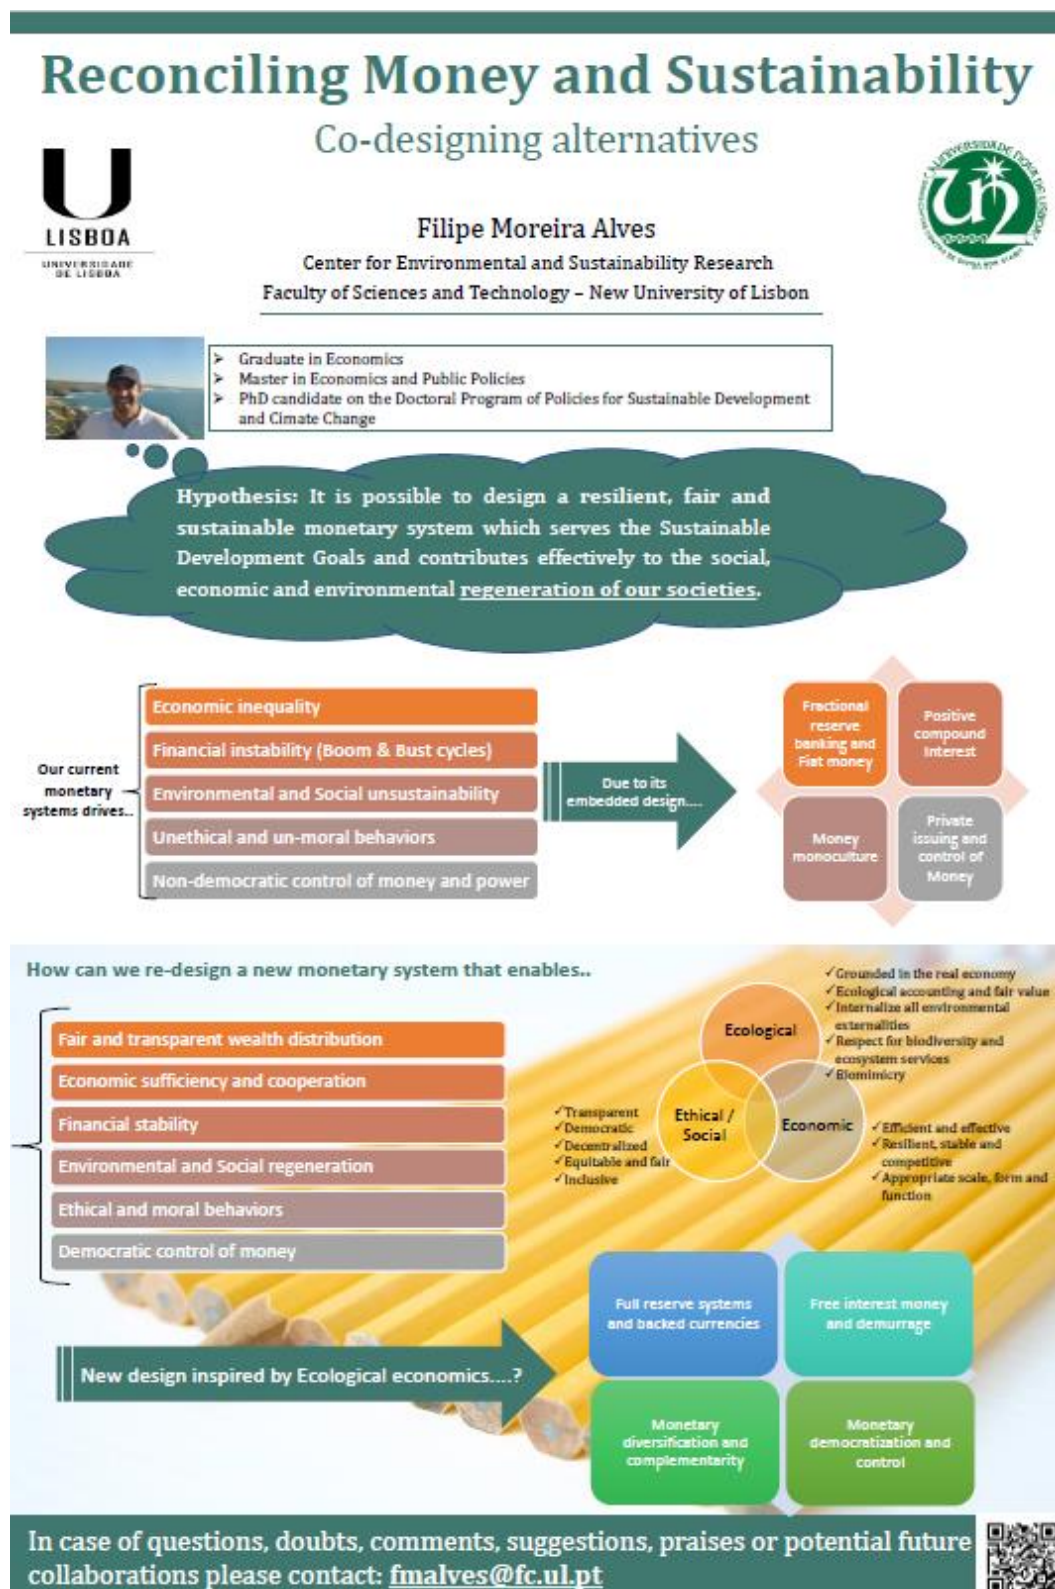 Reconciling Money and Sustainability
Co-designing alternatives
LISBOA
UNIVERSIDADE
DE LISBOA
Filipe Moreira Alves
Center for Environmental and Sustainability Research
Faculty of Sciences and Technology – New University of Lisbon
➢ Graduate in Economics
➢ Master in Economics and Public Policies
➢ PhD candidate on the Doctoral Program of Policies for Sustainable Development
and Cimate Change
Hypothesis: It is possible to design a resilient, fair and
sustainable monetary system which serves the Sustainable
Development Goals and contributes effectively to the social,
economic and environmental regeneration of our societies.
Our current
monetary
systems drives..
Economic inequality
Financial instability (Boom & Bust cycles)
Environmental and Social unsustainability
Unethical and un-moral behaviors
Non-democratic control of money and power
Due to its
embedded design....
Fractional
reserve
banking and
Fiat money
Positive
compound
Interest
Money
monoculture
Private
issuing and
control of
Money
How can we re-design a new monetary system that enables..
Fair and transparent wealth distribution
Economic sufficiency and cooperation
Financial stability
Environmental and Social regeneration
Ethical and moral behaviors
Democratic control of money
Ecological
✓Grounded in the real economy
✓Ecological accounting and fair value
✓Internalize all environmental
externalities
✓Respect for biodiversity and
ecosystem services
✓Biomimicry
✓Transparent
✓Democratic
✓Decentralized
✓Equitable and fair
✓Inclusive
Ethical /
Social
Economic
✓Efficient and effective
✓Resilient, stable and
competitive
✓Appropriate scale, form and
function
New design inspired by Ecological economics....?
Full reserve systems
and backed currencies
Free interest money
and demurrage
Monetary
diversification and
complementarity
Monetary
democratization and
control
In case of questions, doubts, comments, suggestions, praises or potential future
collaborations please contact: fmalves@fc.ul.pt